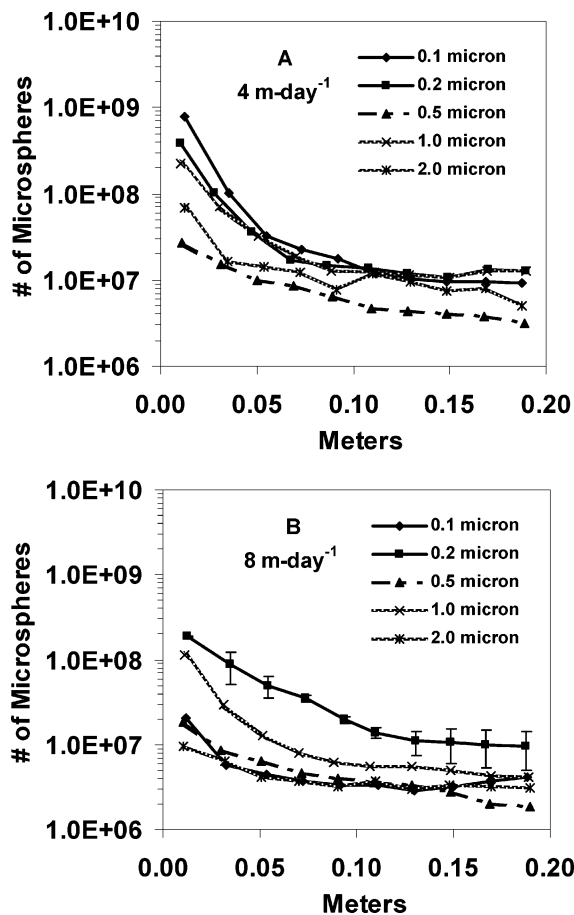 1.0E+10
1.0E+09
1.0E+08
1.0E+07
1.0E+06
# of Microspheres
A
4 m-day⁻¹
0.1 micron
0.2 micron
0.5 micron
1.0 micron
2.0 micron
0.00 0.05 0.10 0.15 0.20
Meters
1.0E+10
1.0E+09
1.0E+08
1.0E+07
1.0E+06
# of Microspheres
B
8 m-day⁻¹
0.1 micron
0.2 micron
0.5 micron
1.0 micron
2.0 micron
0.00 0.05 0.10 0.15 0.20
Meters